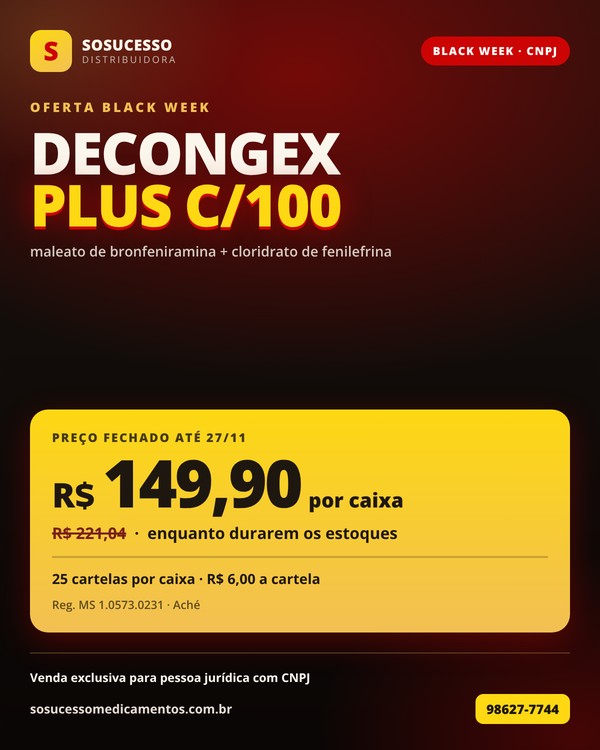 S
SOSUCESSO
DISTRIBUIDORA
BLACK WEEK · CNPJ
OFERTA BLACK WEEK
DECONGEX
PLUS C/100
maleato de bronfeniramina + cloridrato de fenilefrina
PREÇO FECHADO ATÉ 27/11
R$ 149,90 por caixa
R$ 221,04 · enquanto durarem os estoques
25 cartelas por caixa · R$ 6,00 a cartela
Reg. MS 1.0573.0231 · Aché
Venda exclusiva para pessoa jurídica com CNPJ
sosucessomedicamentos.com.br
98627-7744